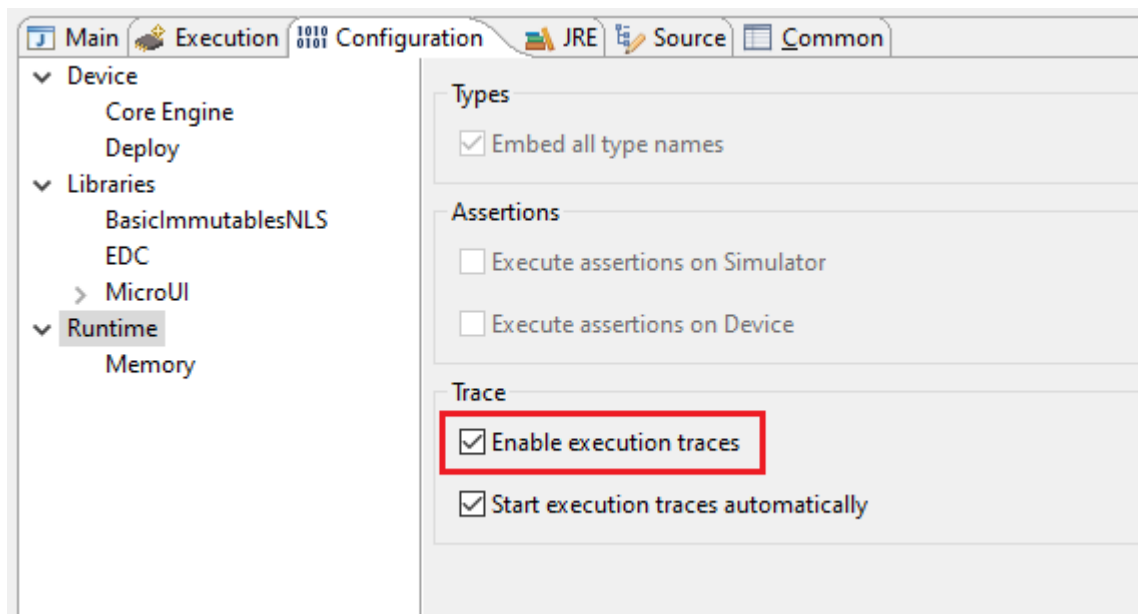 Main Execution Configuration JRE Source Common
Device
Core Engine
Deploy
Libraries
BasicImmutablesNLS
EDC
MicroUI
Runtime
Memory
Types
Embed all type names
Assertions
Execute assertions on Simulator
Execute assertions on Device
Trace
Enable execution traces
Start execution traces automatically